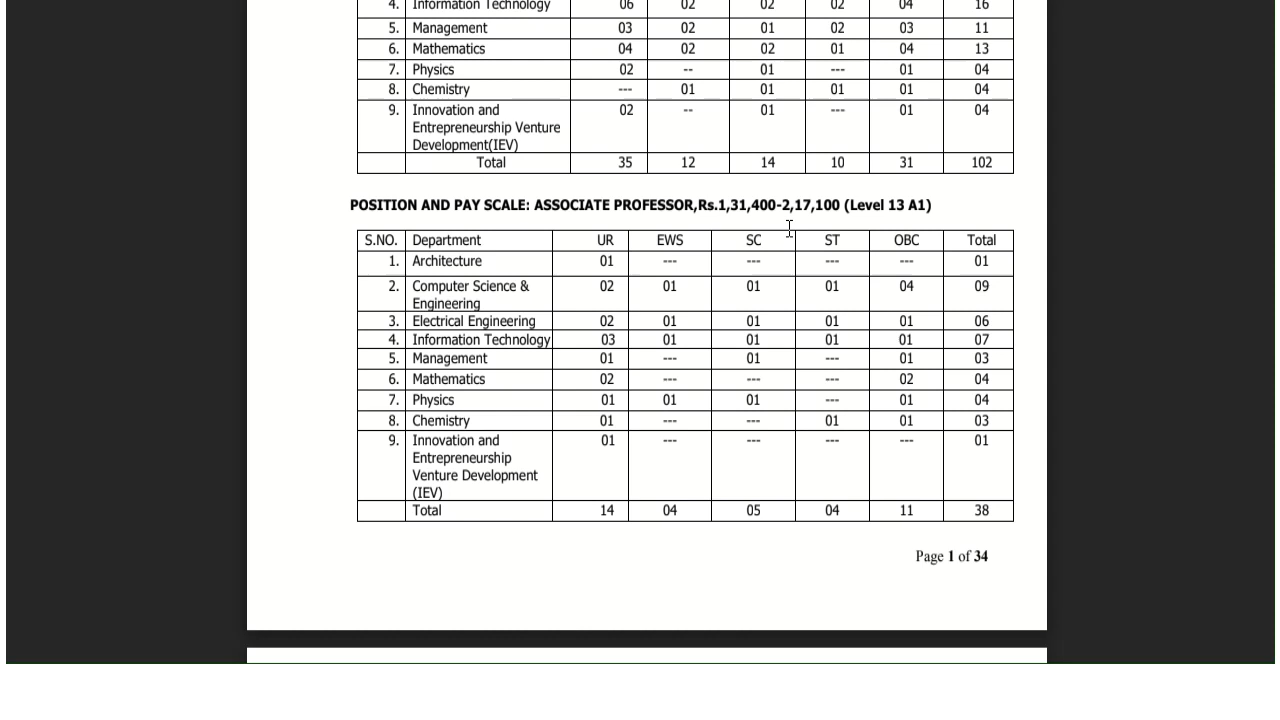 4. Information Technology 06 02 02 02 04 16
5. Management 03 02 01 02 03 11
6. Mathematics 04 02 02 01 04 13
7. Physics 02 -- 01 --- 01 04
8. Chemistry --- 01 01 01 01 04
9. Innovation and 02 -- 01 --- 01 04
Entrepreneurship Venture
Development(IEV)
Total 35 12 14 10 31 102
POSITION AND PAY SCALE: ASSOCIATE PROFESSOR,Rs.1,31,400-2,17,100 (Level 13 A1)
S.NO. Department UR EWS SC ST OBC Total
1. Architecture 01 --- --- --- --- 01
2. Computer Science & 02 01 01 01 04 09
Engineering
3. Electrical Engineering 02 01 01 01 01 06
4. Information Technology 03 01 01 01 01 07
5. Management 01 --- 01 --- 01 03
6. Mathematics 02 --- --- --- 02 04
7. Physics 01 01 01 --- 01 04
8. Chemistry 01 --- --- 01 01 03
9. Innovation and 01 --- --- --- --- 01
Entrepreneurship
Venture Development
(IEV)
Total 14 04 05 04 11 38
Page 1 of 34